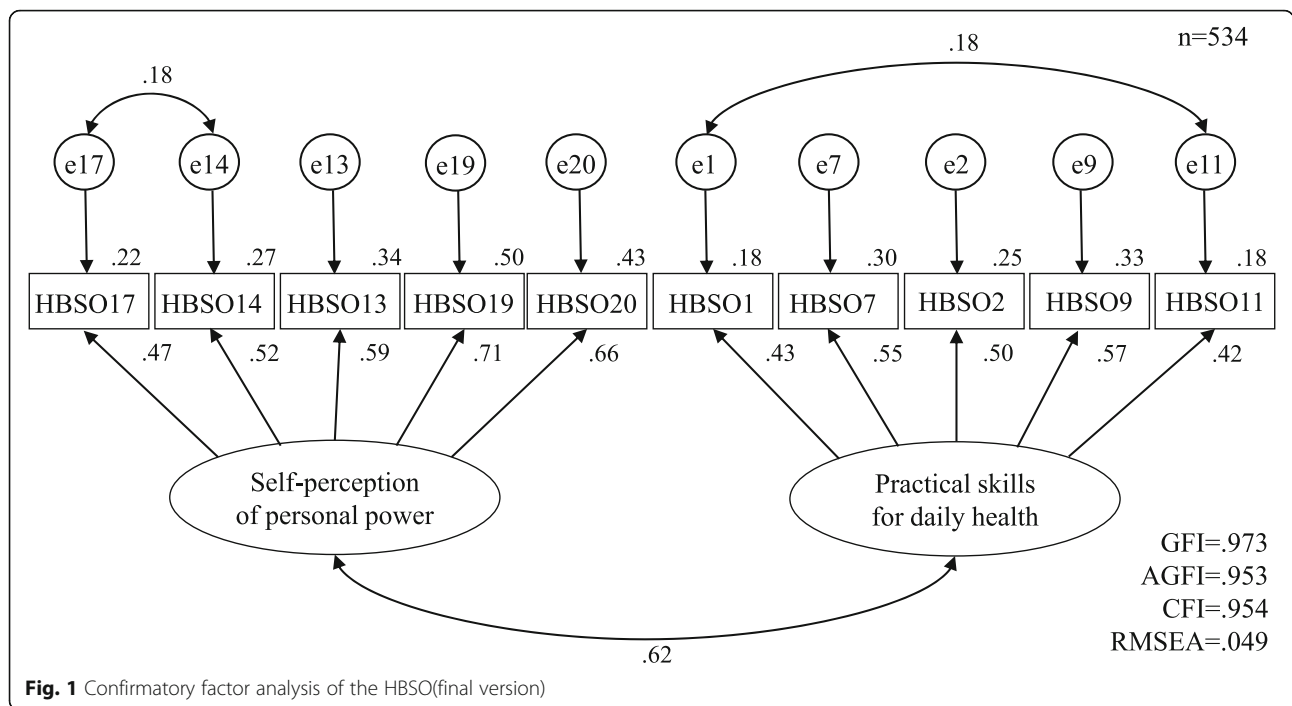 n=534
.18
.18
e17
e14
e13
e19
e20
e1
e7
e2
e9
e11
.22
.27
.34
.50
.43
.18
.30
.25
.33
.18
HBSO17
HBSO14
HBSO13
HBSO19
HBSO20
HBSO1
HBSO7
HBSO2
HBSO9
HBSO11
.47
.52
.59
.71
.66
.43
.55
.50
.57
.42
Self-perception
of personal power
Practical skills
for daily health
GFI=.973
AGFI=.953
CFI=.954
RMSEA=.049
.62
Fig. 1 Confirmatory factor analysis of the HBSO(final version)